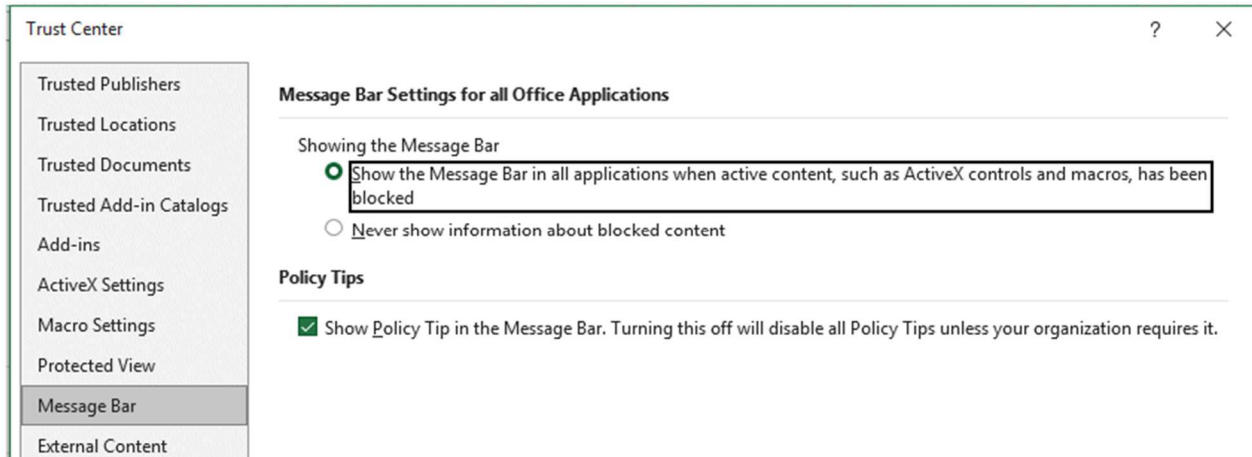 Trust Center
?
Trusted Publishers
Trusted Locations
Trusted Documents
Trusted Add-in Catalogs
Add-ins
ActiveX Settings
Macro Settings
Protected View
Message Bar
External Content
Message Bar Settings for all Office Applications
Showing the Message Bar
Show the Message Bar in all applications when active content, such as ActiveX controls and macros, has been
blocked
Never show information about blocked content
Policy Tips
Show Policy Tip in the Message Bar. Turning this off will disable all Policy Tips unless your organization requires it.